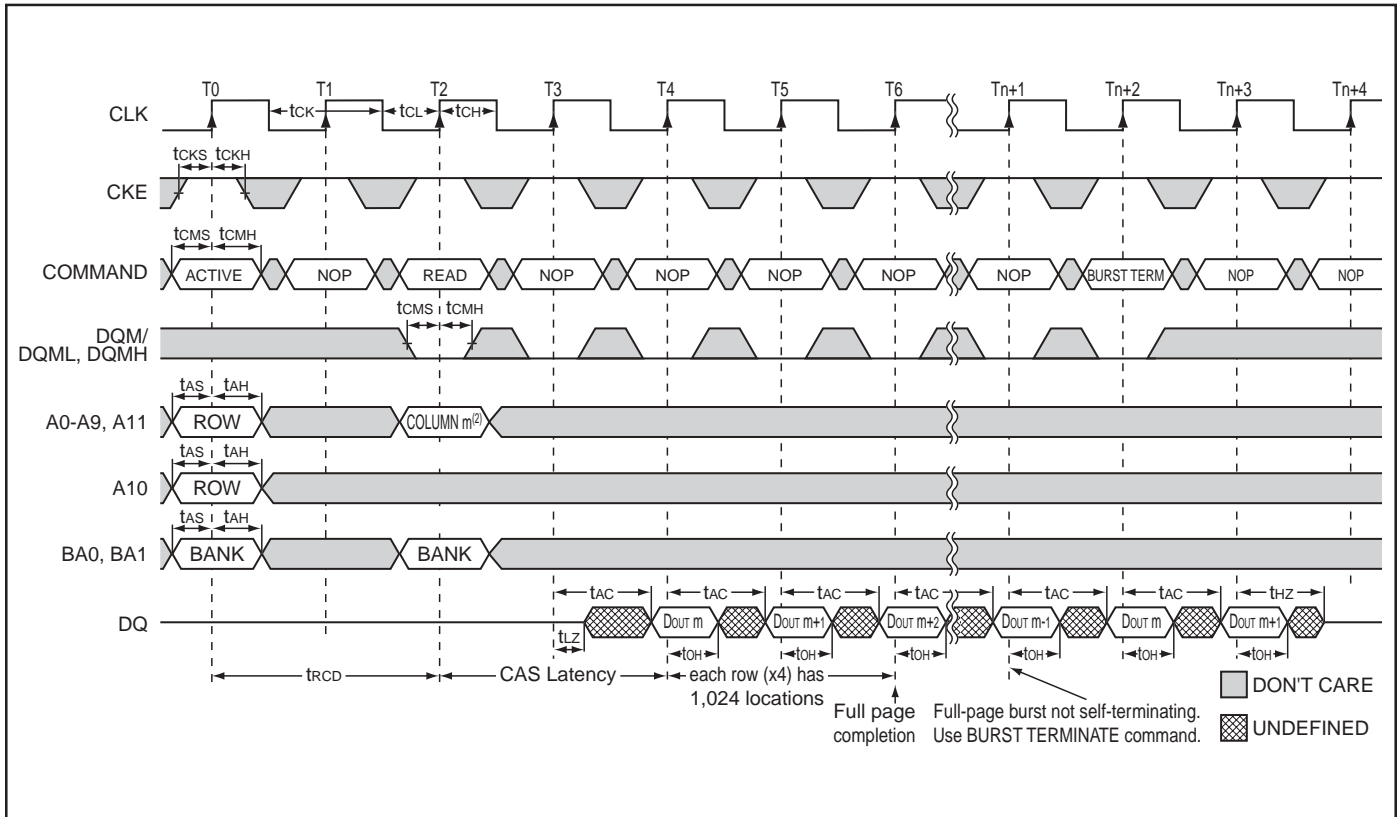 T0 T1 T2 T3 T4 T5 T6 Tn+1 Tn+2 Tn+3 Tn+4
CLK tCK tCL tCH
tCKS tCKH
CKE
tCMS tCMH
COMMAND ACTIVE NOP READ NOP NOP NOP NOP NOP BURST TERM NOP NOP
tCMS tCMH
DQM/
DQML, DQMH
tAS tAH
A0-A9, A11 ROW COLUMN m(2)
tAS tAH
A10 ROW
tAS tAH
BA0, BA1 BANK BANK
tAC tAC tAC tAC tAC tAC tHZ
DQ DOUT m DOUT m+1 DOUT m+2 DOUT m-1 DOUT m DOUT m+1
tLZ tOH tOH tOH tOH tOH tOH
tRCD CAS Latency each row (x4) has
1,024 locations
Full page
completion
Full-page burst not self-terminating.
Use BURST TERMINATE command.
DON'T CARE
UNDEFINED